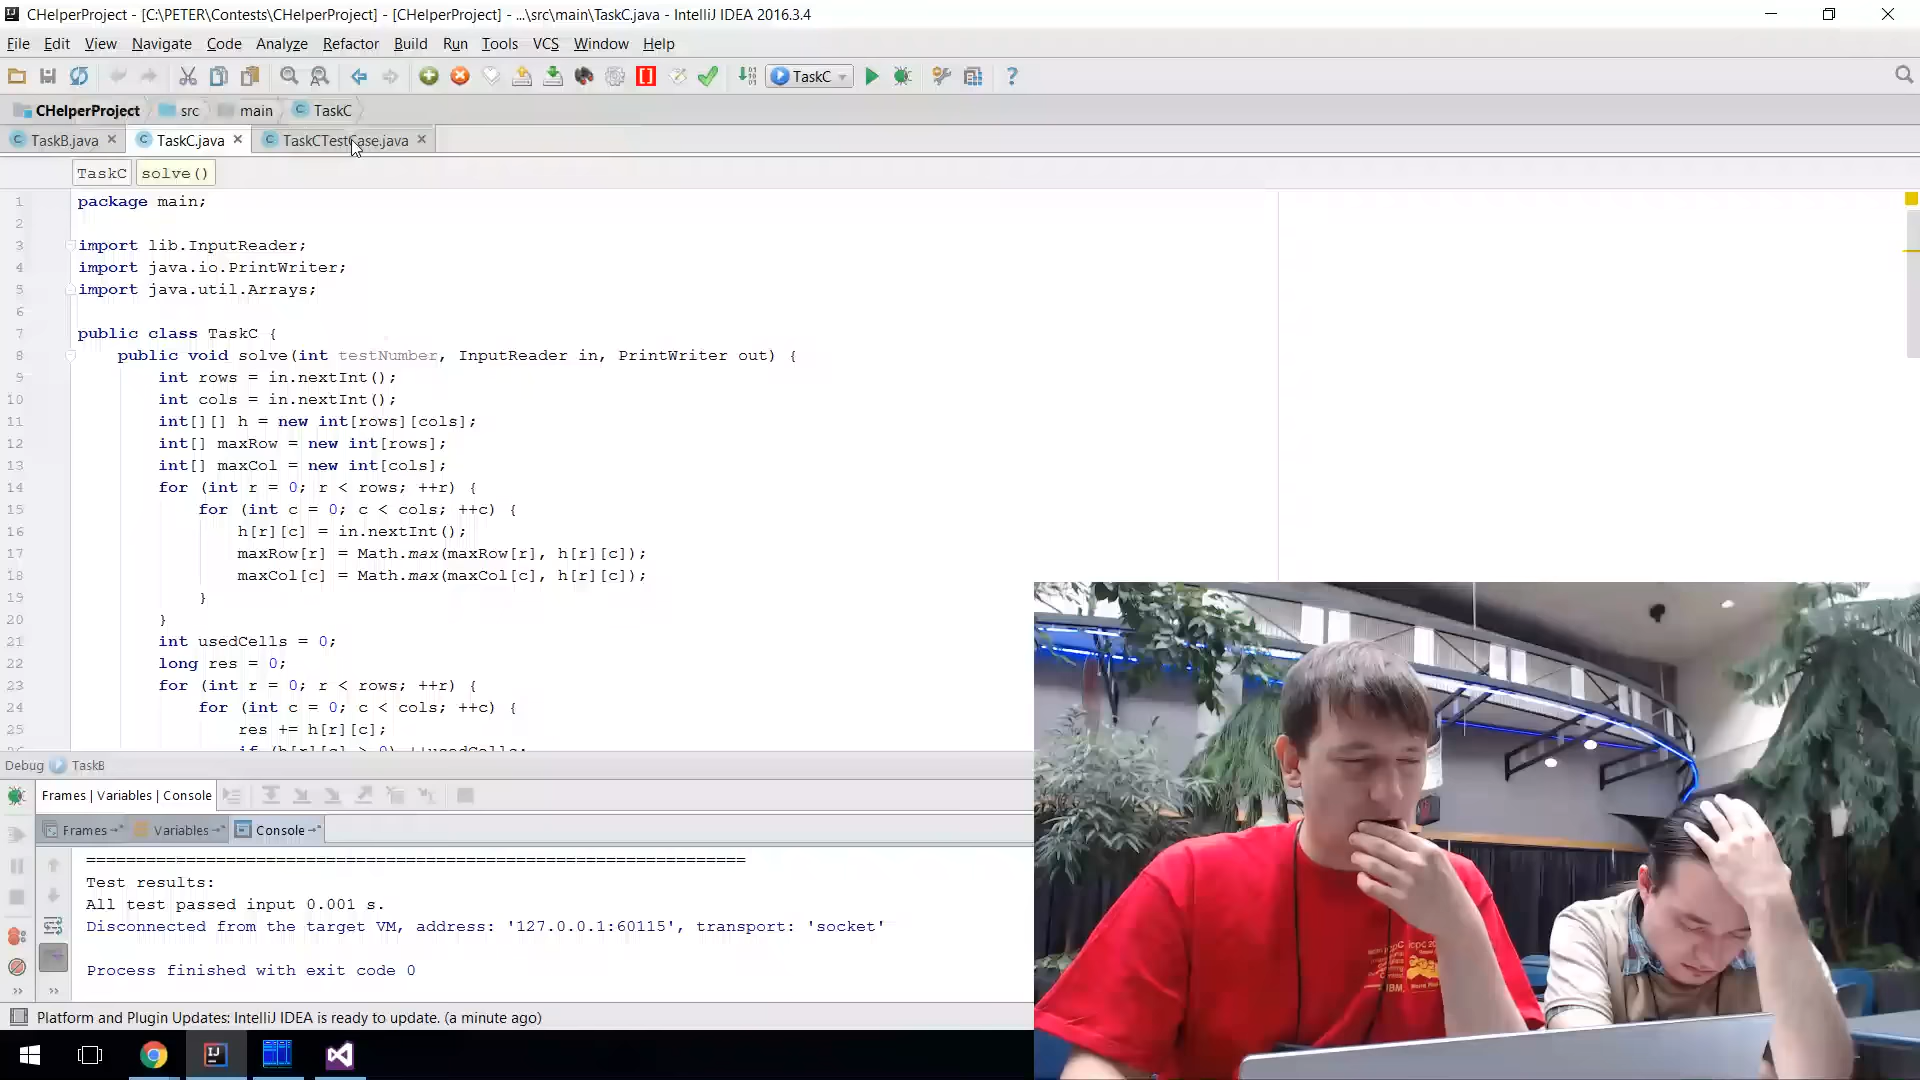 CHelperProject - [C:\PETER\Contests\CHelperProject] - [CHelperProject] - ...\src\main\TaskC.java - IntelliJ IDEA 2016.3.4
File Edit View Navigate Code Analyze Refactor Build Run Tools VCS Window Help
TaskC
CHelperProject src main TaskC
TaskB.java TaskC.java TaskCTestCase.java
TaskC solve()
1 package main;
2
3 import lib.InputReader;
4 import java.io.PrintWriter;
5 import java.util.Arrays;
6
7 public class TaskC {
8 public void solve(int testNumber, InputReader in, PrintWriter out) {
9 int rows = in.nextInt();
10 int cols = in.nextInt();
11 int[][] h = new int[rows][cols];
12 int[] maxRow = new int[rows];
13 int[] maxCol = new int[cols];
14 for (int r = 0; r < rows; ++r) {
15 for (int c = 0; c < cols; ++c) {
16 h[r][c] = in.nextInt();
17 maxRow[r] = Math.max(maxRow[r], h[r][c]);
18 maxCol[c] = Math.max(maxCol[c], h[r][c]);
19 }
20 }
21 int usedCells = 0;
22 long res = 0;
23 for (int r = 0; r < rows; ++r) {
24 for (int c = 0; c < cols; ++c) {
25 res += h[r][c];
if (h[r][c] > 0) ++usedCells;
Debug TaskB
Frames | Variables | Console
Frames Variables Console
===================================================================
Test results:
All test passed input 0.001 s.
Disconnected from the target VM, address: '127.0.0.1:60115', transport: 'socket'
Process finished with exit code 0
Platform and Plugin Updates: IntelliJ IDEA is ready to update. (a minute ago)